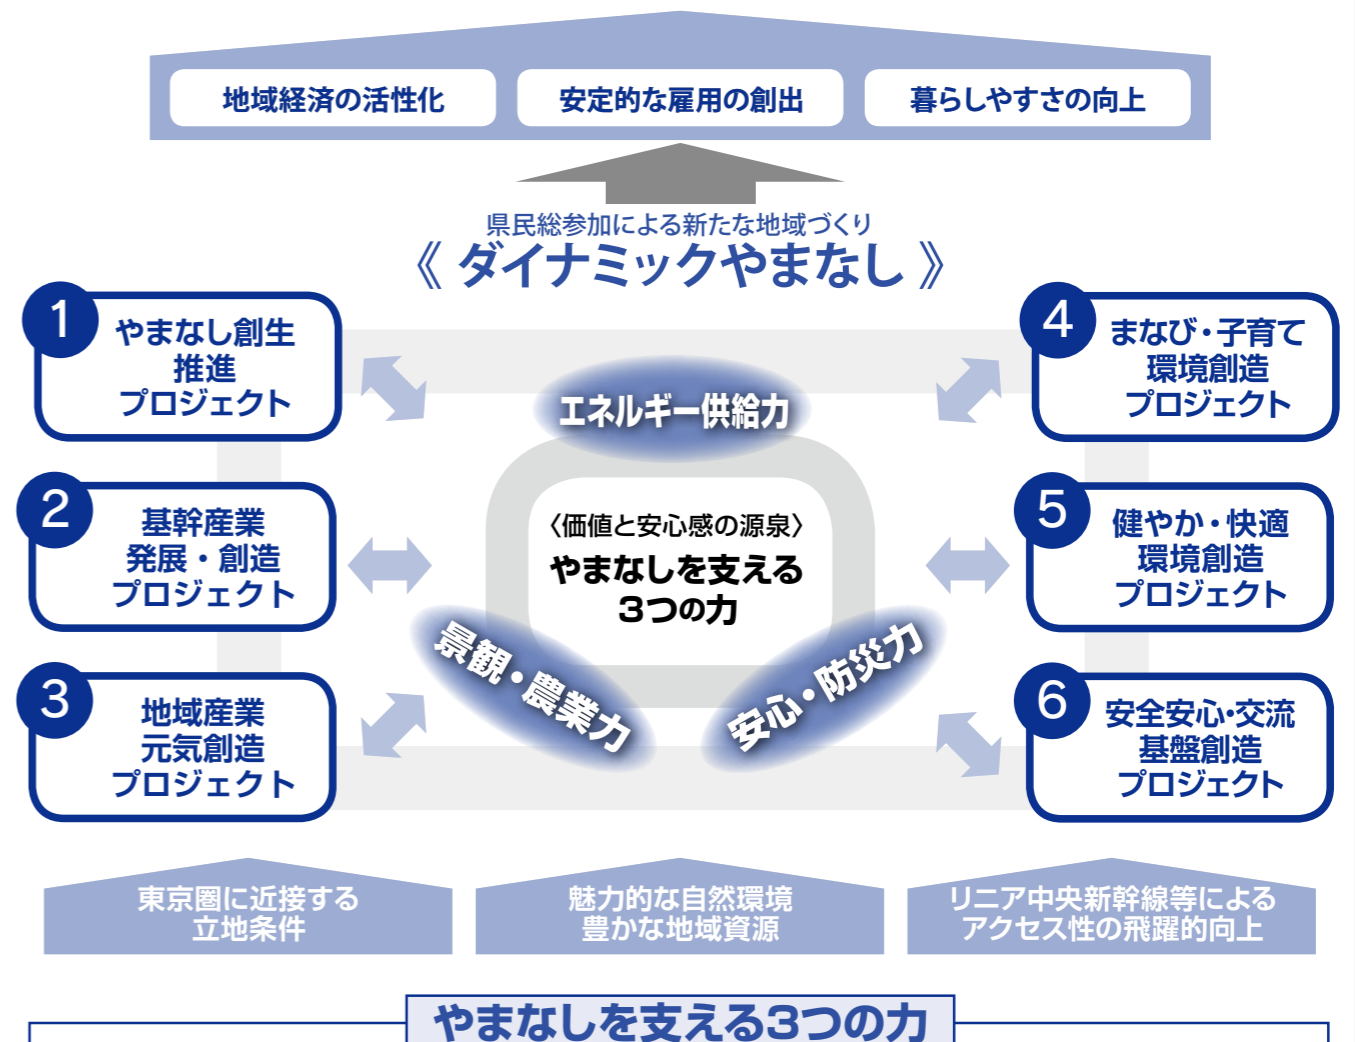 地域経済の活性化
安定的な雇用の創出
暮らしやすさの向上
県民総参加による新たな地域づくり
《 ダイナミックやまなし 》
1
やまなし創生
推進
プロジェクト
2
基幹産業
発展・創造
プロジェクト
3
地域産業
元気創造
プロジェクト
エネルギー供給力
〈価値と安心感の源泉〉
やまなしを支える
3つの力
景観・農業力
安心・防災力
4
まなび・子育て
環境創造
プロジェクト
5
健やか・快適
環境創造
プロジェクト
6
安全安心・交流
基盤創造
プロジェクト
東京圏に近接する
立地条件
魅力的な自然環境
豊かな地域資源
リニア中央新幹線等による
アクセス性の飛躍的向上
やまなしを支える3つの力